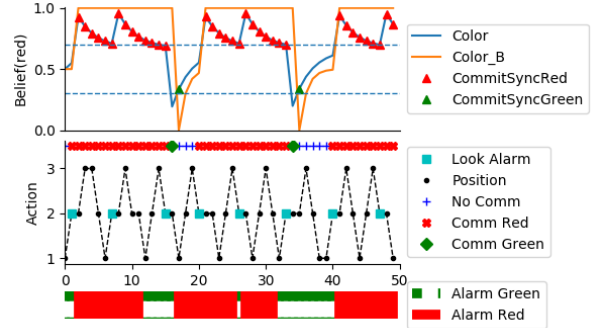 1.0
Belief(red)
0.5
0.0
Color
Color_B
CommitSyncRed
CommitSyncGreen
3
Action
2
1
0 10 20 30 40 50
Look Alarm
Position
No Comm
Comm Red
Comm Green
Alarm Green
Alarm Red